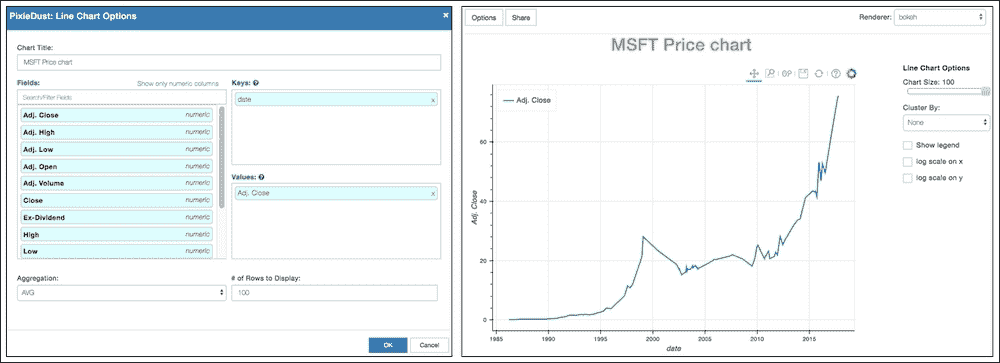 PixieDust: Line Chart Options
Chart Title:
MSFT Price chart
Fields: Show only numeric columns
Search/Filter Fields
Adj. Close numeric
Adj. High numeric
Adj. Low numeric
Adj. Open numeric
Adj. Volume numeric
Close numeric
Ex-Dividend numeric
High numeric
Low numeric
Keys:
date x
Values:
Adj. Close x
Aggregation:
AVG
# of Rows to Display:
100
OK Cancel
Options Share
Renderer: bokeh
MSFT Price chart
Adj. Close
60
40
20
0
Adj. Close
1985 1990 1995 2000 2005 2010 2015
date
Line Chart Options
Chart Size: 100
Cluster By:
None
Show legend
log scale on x
log scale on y